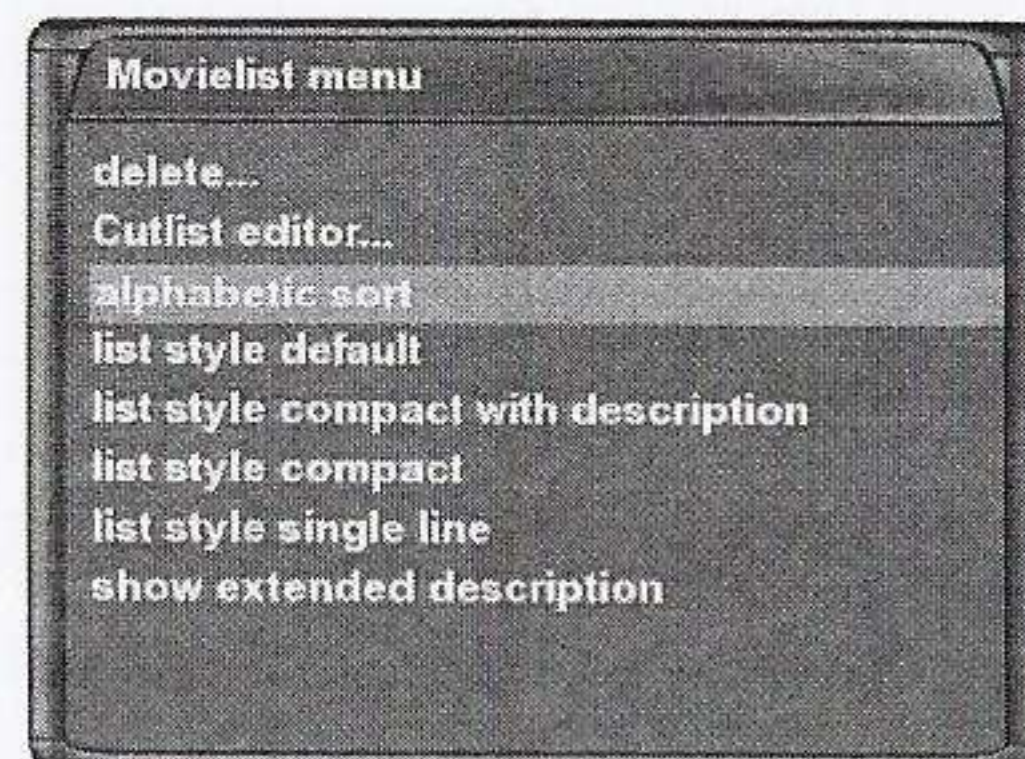 Movielist menu
delete...
Cutlist editor...
alphabetic sort
list style default
list style compact with description
list style compact
list style single line
show extended description